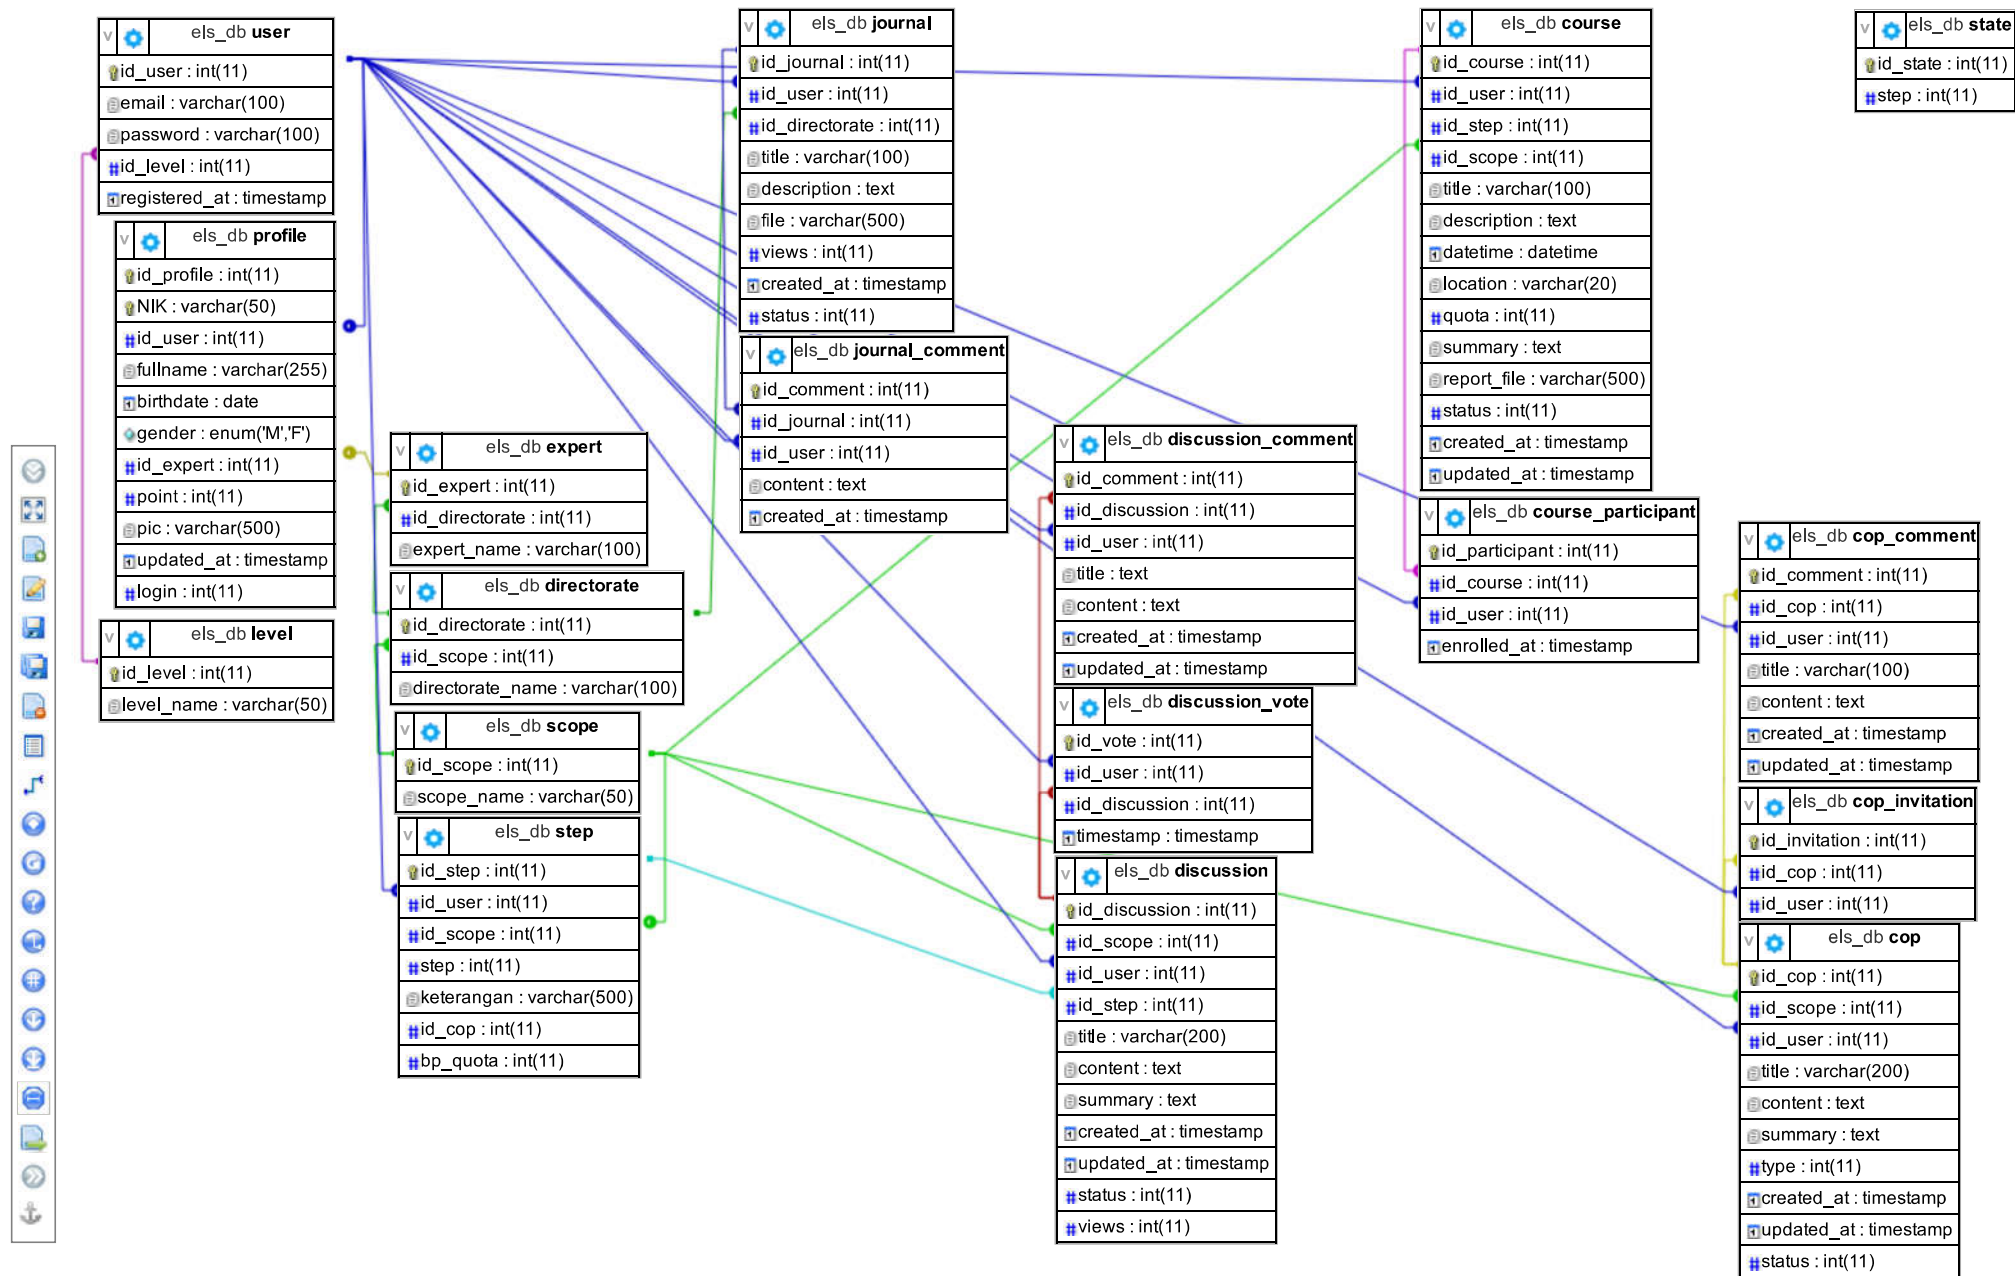 v els_db user
id_user : int(11)
email : varchar(100)
password : varchar(100)
#id_level : int(11)
registered_at : timestamp
v els_db profile
id_profile : int(11)
NIK : varchar(50)
#id_user : int(11)
fullname : varchar(255)
birthdate : date
gender : enum('M','F')
#id_expert : int(11)
#point : int(11)
pic : varchar(500)
updated_at : timestamp
#login : int(11)
v els_db level
id_level : int(11)
level_name : varchar(50)
v els_db expert
id_expert : int(11)
#id_directorate : int(11)
expert_name : varchar(100)
v els_db directorate
id_directorate : int(11)
#id_scope : int(11)
directorate_name : varchar(100)
v els_db scope
id_scope : int(11)
scope_name : varchar(50)
v els_db step
id_step : int(11)
#id_user : int(11)
#id_scope : int(11)
#step : int(11)
keterangan : varchar(500)
#id_cop : int(11)
#bp_quota : int(11)
v els_db journal
id_journal : int(11)
#id_user : int(11)
#id_directorate : int(11)
title : varchar(100)
description : text
file : varchar(500)
#views : int(11)
created_at : timestamp
#status : int(11)
v els_db journal_comment
id_comment : int(11)
#id_journal : int(11)
#id_user : int(11)
content : text
created_at : timestamp
v els_db discussion_comment
id_comment : int(11)
#id_discussion : int(11)
#id_user : int(11)
title : text
content : text
created_at : timestamp
updated_at : timestamp
v els_db discussion_vote
id_vote : int(11)
#id_user : int(11)
#id_discussion : int(11)
timestamp : timestamp
v els_db discussion
id_discussion : int(11)
#id_scope : int(11)
#id_user : int(11)
#id_step : int(11)
title : varchar(200)
content : text
summary : text
created_at : timestamp
updated_at : timestamp
#status : int(11)
#views : int(11)
v els_db course
id_course : int(11)
#id_user : int(11)
#id_step : int(11)
#id_scope : int(11)
title : varchar(100)
description : text
datetime : datetime
location : varchar(20)
#quota : int(11)
summary : text
report_file : varchar(500)
#status : int(11)
created_at : timestamp
updated_at : timestamp
v els_db course_participant
id_participant : int(11)
#id_course : int(11)
#id_user : int(11)
enrolled_at : timestamp
v els_db state
id_state : int(11)
#step : int(11)
v els_db cop_comment
id_comment : int(11)
#id_cop : int(11)
#id_user : int(11)
title : varchar(100)
content : text
created_at : timestamp
updated_at : timestamp
v els_db cop_invitation
id_invitation : int(11)
#id_cop : int(11)
#id_user : int(11)
v els_db cop
id_cop : int(11)
#id_scope : int(11)
#id_user : int(11)
title : varchar(200)
content : text
summary : text
#type : int(11)
created_at : timestamp
updated_at : timestamp
#status : int(11)